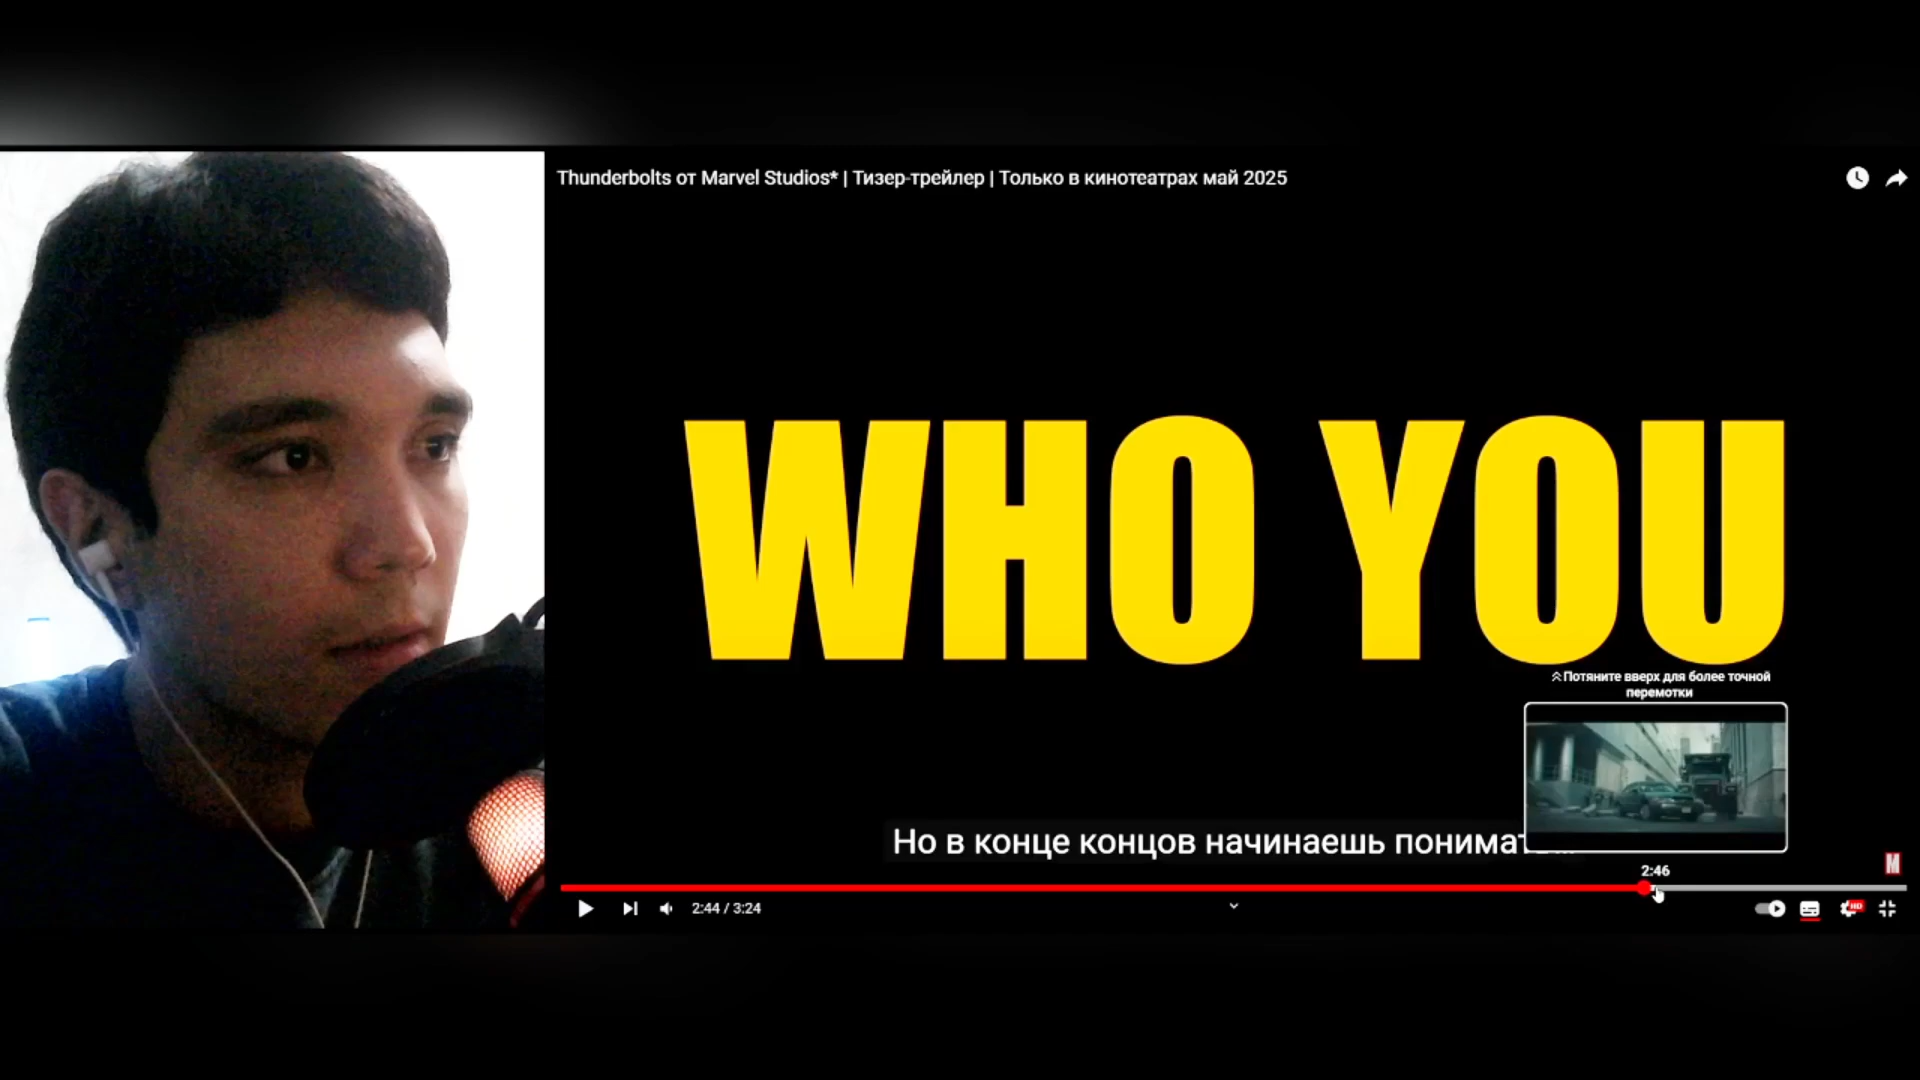 Thunderbolts от Marvel Studios* | Тизер-трейлер | Только в кинотеатрах май 2025
WHO YOU
Потяните вверх для более точной
перемотки
Но в конце концов начинаешь
2:46
M
2:44 / 3:24
HD